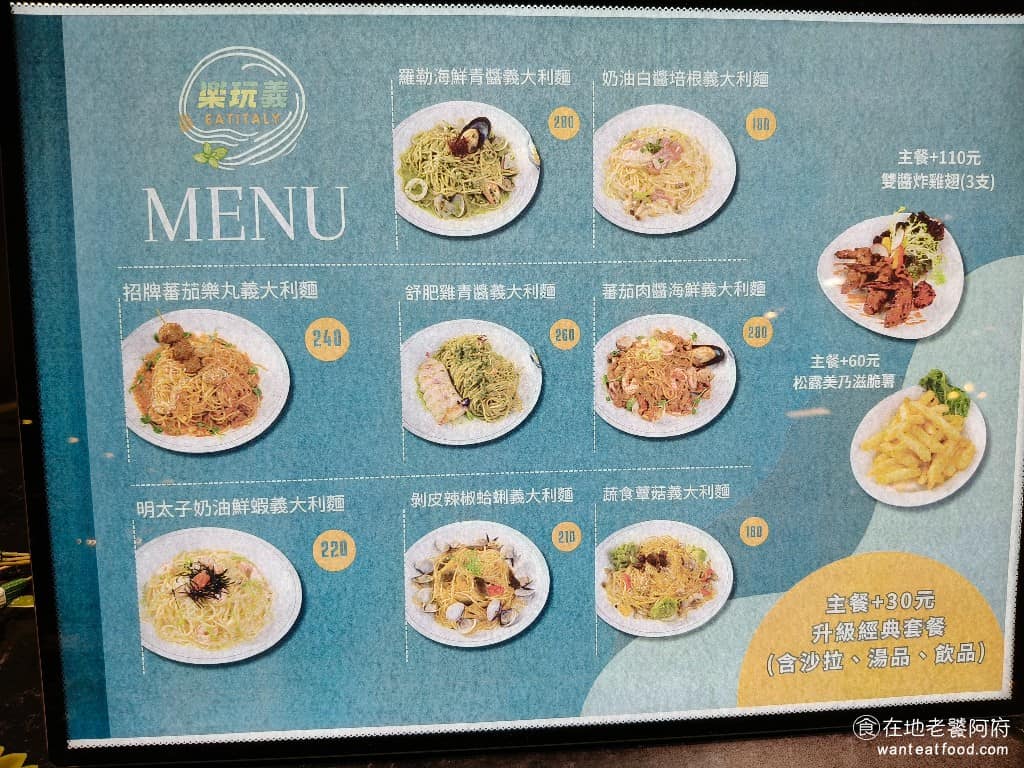 樂玩義
EATITALY
MENU
羅勒海鮮青醬義大利麵
280
奶油白醬培根義大利麵
180
主餐+110元
雙醬炸雞翅(3支)
招牌蕃茄樂丸義大利麵
240
舒肥雞青醬義大利麵
260
蕃茄肉醬海鮮義大利麵
280
主餐+60元
松露美乃滋脆薯
明太子奶油鮮蝦義大利麵
220
剝皮辣椒蛤蜊義大利麵
210
蔬食蕈菇義大利麵
180
主餐+30元
升級經典套餐
(含沙拉、湯品、飲品)
食在地老饕阿府
wanteatfood.com